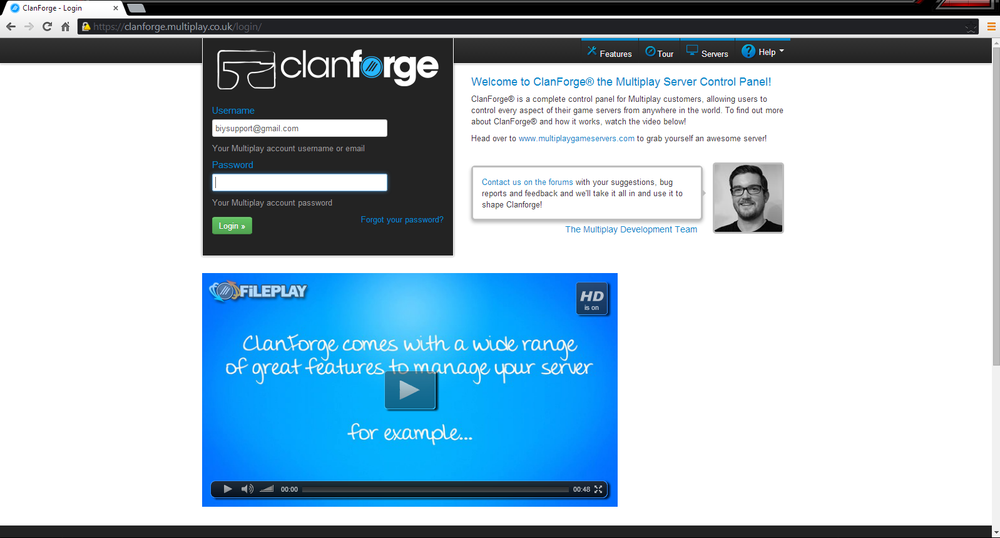 ClanForge - Login
https://clanforge.multiplay.co.uk/login/
clanforge
Features
Tour
Servers
Help
Username
biysupport@gmail.com
Your Multiplay account username or email
Password
Your Multiplay account password
Login »
Forgot your password?
Welcome to ClanForge® the Multiplay Server Control Panel!
ClanForge® is a complete control panel for Multiplay customers, allowing users to
control every aspect of their game servers from anywhere in the world. To find out more
about ClanForge® and how it works, watch the video below!
Head over to www.multiplaygameservers.com to grab yourself an awesome server!
Contact us on the forums with your suggestions, bug
reports and feedback and we'll take it all in and use it to
shape Clanforge!
The Multiplay Development Team
FiLEPLAY
HD
is on
ClanForge comes with a wide range
of great features to manage your server
for example...
00:00
00:48